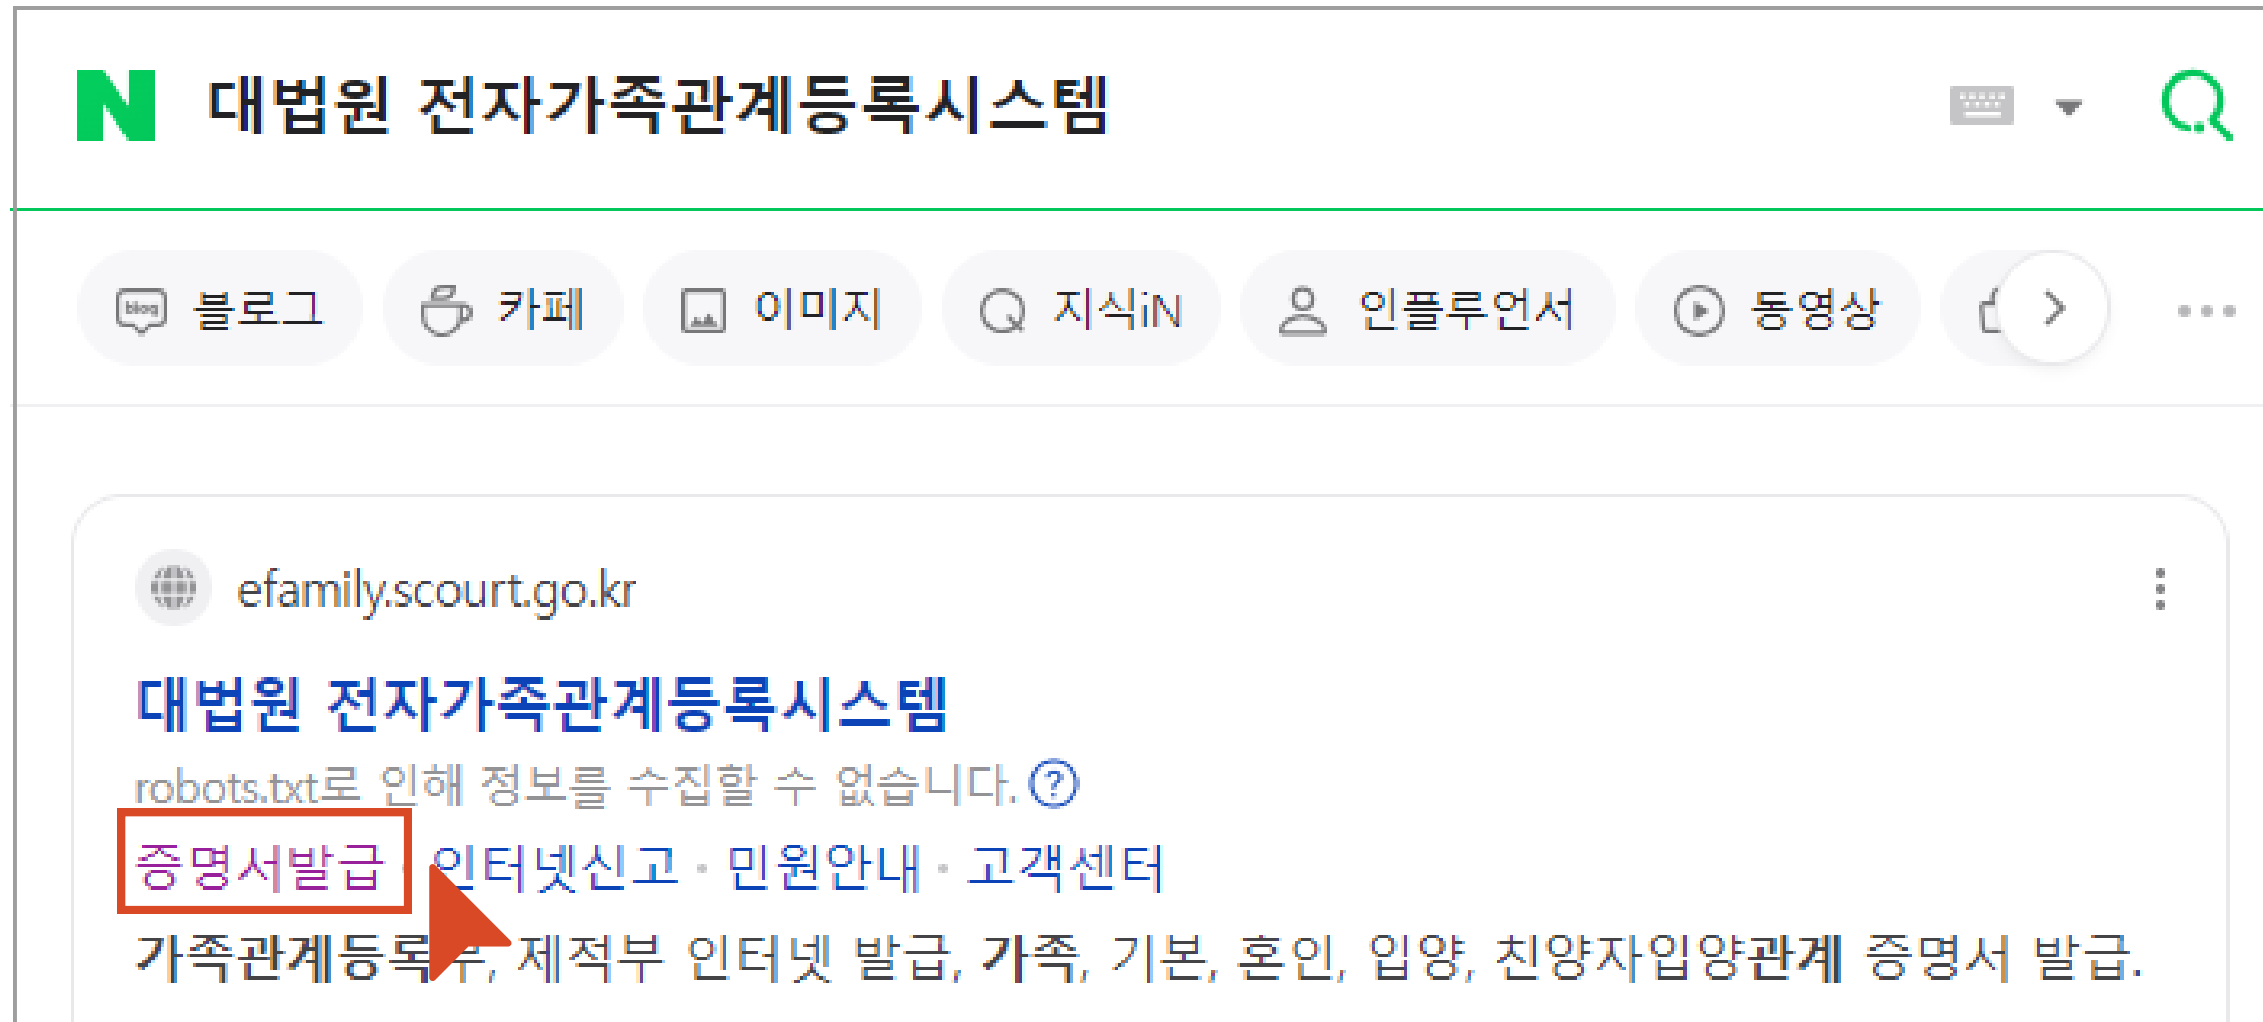 N 대법원 전자가족관계등록시스템
blog 블로그 카페 이미지 지식iN 인플루언서 동영상
efamily.scourt.go.kr
대법원 전자가족관계등록시스템
robots.txt로 인해 정보를 수집할 수 없습니다. ?
증명서발급 · 인터넷신고 · 민원안내 · 고객센터
가족관계등록부, 제적부 인터넷 발급, 가족, 기본, 혼인, 입양, 친양자입양관계 증명서 발급.